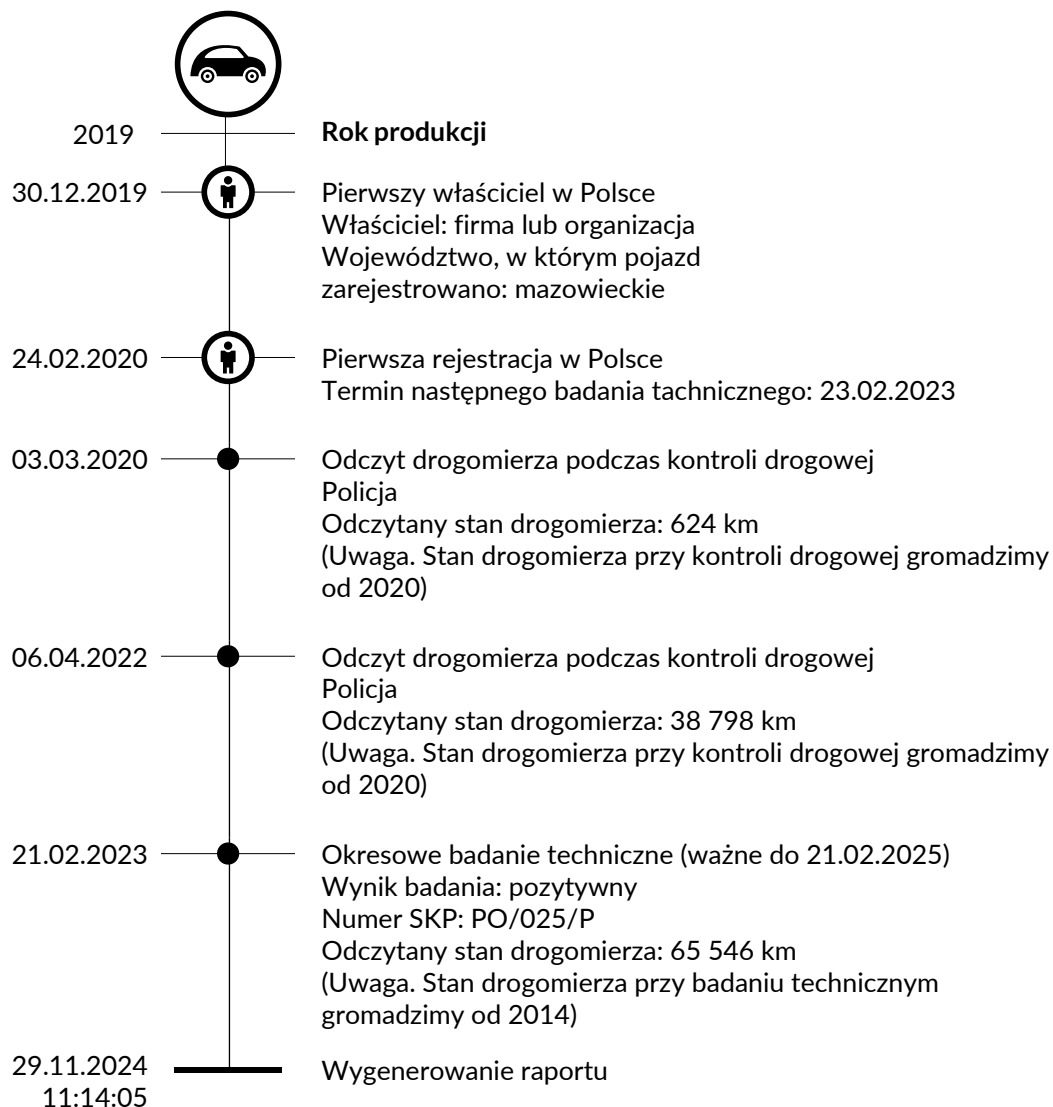 2019
Rok produkcji
30.12.2019
Pierwszy właściciel w Polsce
Właściciel: firma lub organizacja
Województwo, w którym pojazd
zarejestrowano: mazowieckie
24.02.2020
Pierwsza rejestracja w Polsce
Termin następnego badania tachnicznego: 23.02.2023
03.03.2020
Odczyt drogomierza podczas kontroli drogowej
Policja
Odczytany stan drogomierza: 624 km
(Uwaga. Stan drogomierza przy kontroli drogowej gromadzimy
od 2020)
06.04.2022
Odczyt drogomierza podczas kontroli drogowej
Policja
Odczytany stan drogomierza: 38 798 km
(Uwaga. Stan drogomierza przy kontroli drogowej gromadzimy
od 2020)
21.02.2023
Okresowe badanie techniczne (ważne do 21.02.2025)
Wynik badania: pozytywny
Numer SKP: PO/025/P
Odczytany stan drogomierza: 65 546 km
(Uwaga. Stan drogomierza przy badaniu technicznym
gromadzimy od 2014)
29.11.2024
11:14:05
Wygenerowanie raportu